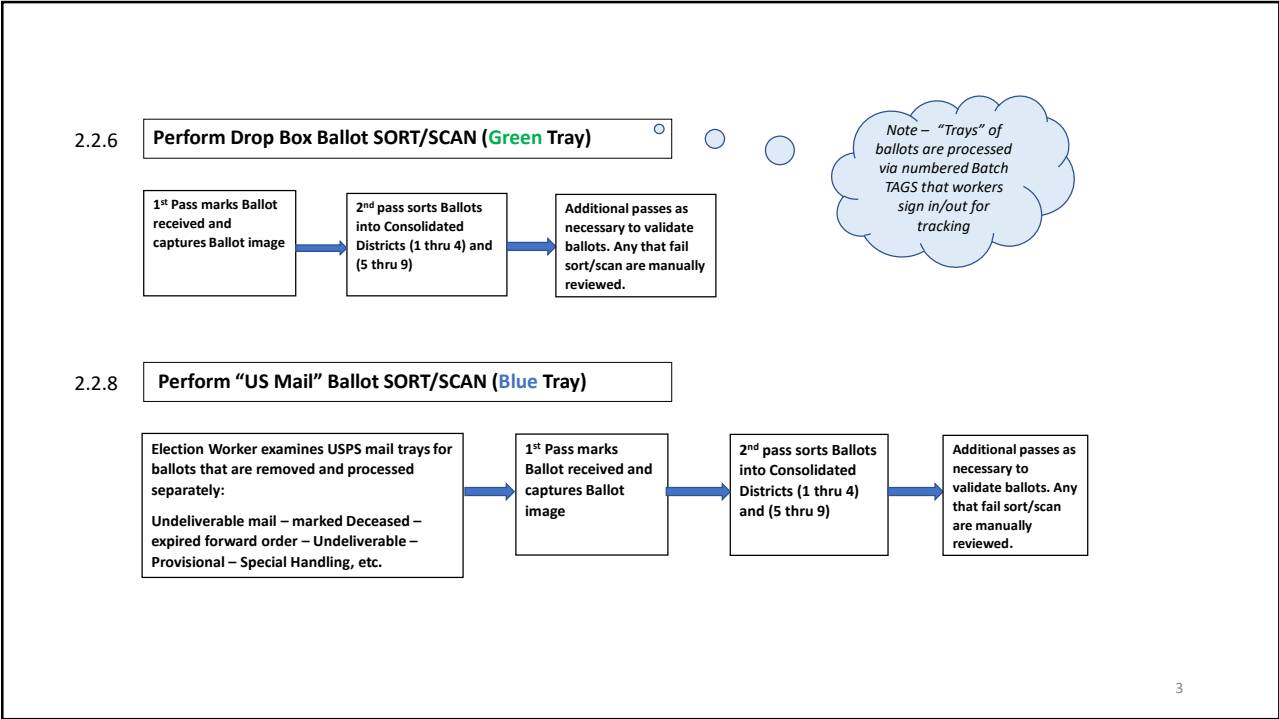 2.2.6
Perform Drop Box Ballot SORT/SCAN (Green Tray)
Note – “Trays” of
ballots are processed
via numbered Batch
TAGS that workers
sign in/out for
tracking
1st Pass marks Ballot
received and
captures Ballot image
2nd pass sorts Ballots
into Consolidated
Districts (1 thru 4) and
(5 thru 9)
Additional passes as
necessary to validate
ballots. Any that fail
sort/scan are manually
reviewed.
2.2.8
Perform “US Mail” Ballot SORT/SCAN (Blue Tray)
Election Worker examines USPS mail trays for
ballots that are removed and processed
separately:
Undeliverable mail – marked Deceased –
expired forward order – Undeliverable –
Provisional – Special Handling, etc.
1st Pass marks
Ballot received and
captures Ballot
image
2nd pass sorts Ballots
into Consolidated
Districts (1 thru 4)
and (5 thru 9)
Additional passes as
necessary to
validate ballots. Any
that fail sort/scan
are manually
reviewed.
3